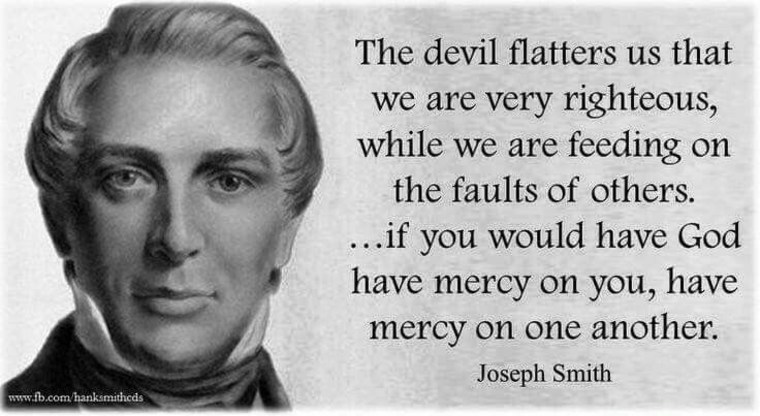 The devil flatters us that
we are very righteous,
while we are feeding on
the faults of others.
...if you would have God
have mercy on you, have
mercy on one another.
Joseph Smith
www.fb.com/hanksmithcds